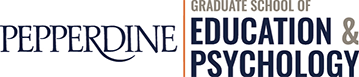 PEPPERDINE
GRADUATE SCHOOL OF
EDUCATION &
PSYCHOLOGY